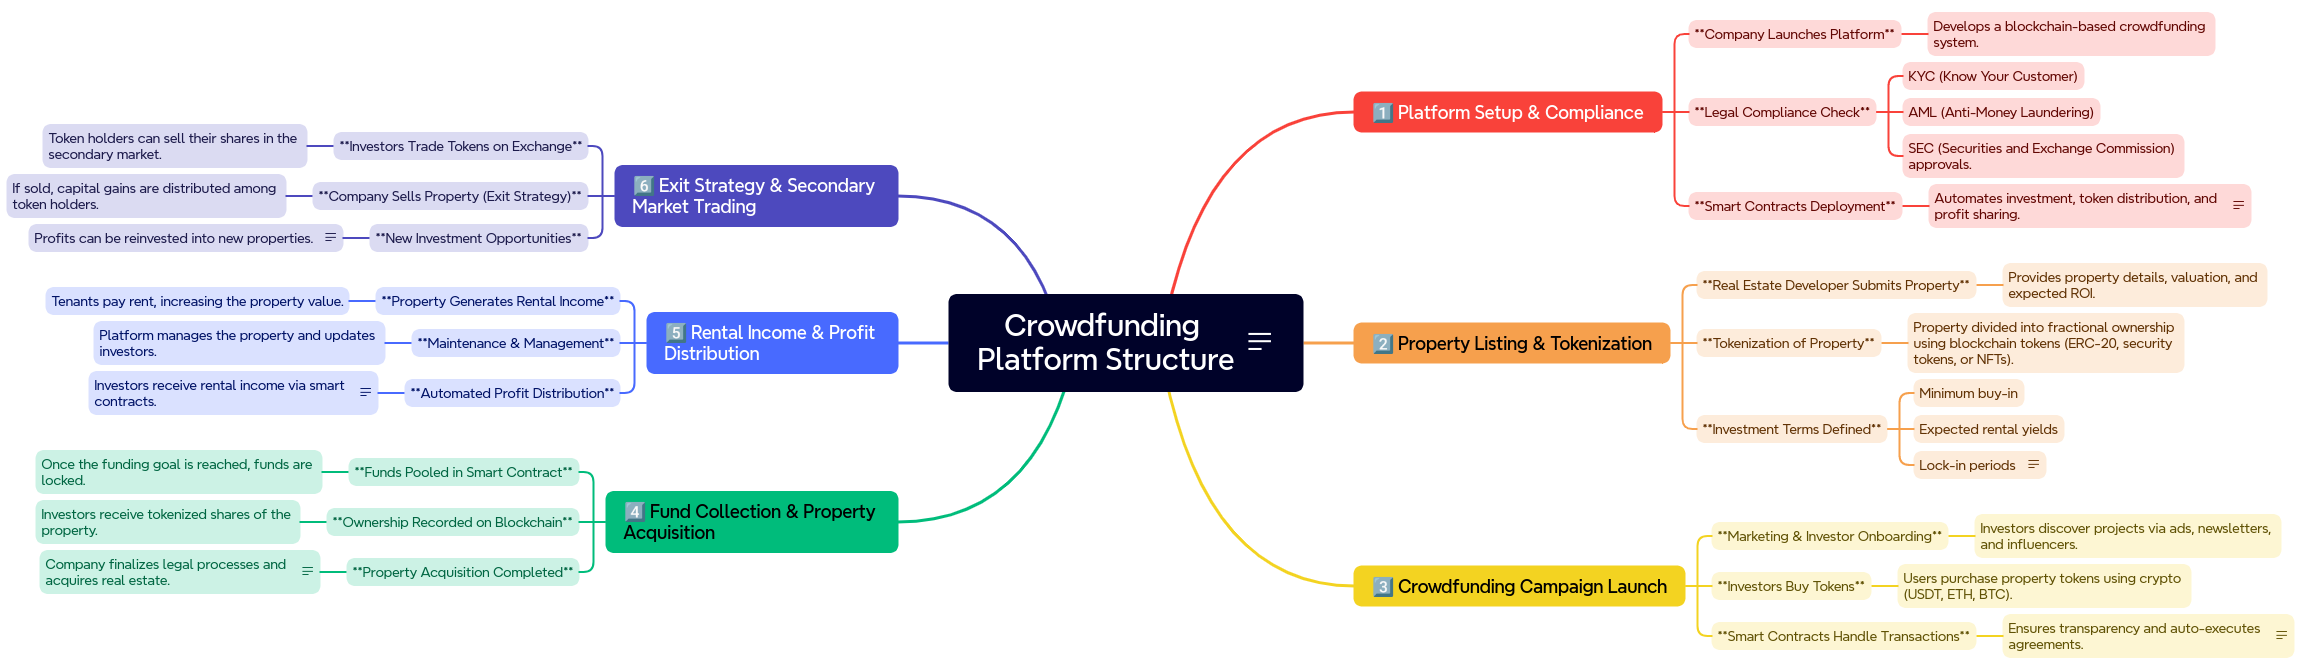 Crowdfunding
Platform Structure
1 Platform Setup & Compliance
**Company Launches Platform**
Develops a blockchain-based crowdfunding
system.
**Legal Compliance Check**
KYC (Know Your Customer)
AML (Anti-Money Laundering)
SEC (Securities and Exchange Commission)
approvals.
**Smart Contracts Deployment**
Automates investment, token distribution, and
profit sharing.
2 Property Listing & Tokenization
**Real Estate Developer Submits Property**
Provides property details, valuation, and
expected ROI.
**Tokenization of Property**
Property divided into fractional ownership
using blockchain tokens (ERC-20, security
tokens, or NFTs).
**Investment Terms Defined**
Minimum buy-in
Expected rental yields
Lock-in periods
3 Crowdfunding Campaign Launch
**Marketing & Investor Onboarding**
Investors discover projects via ads, newsletters,
and influencers.
**Investors Buy Tokens**
Users purchase property tokens using crypto
(USDT, ETH, BTC).
**Smart Contracts Handle Transactions**
Ensures transparency and auto-executes
agreements.
4 Fund Collection & Property
Acquisition
**Funds Pooled in Smart Contract**
Once the funding goal is reached, funds are
locked.
**Ownership Recorded on Blockchain**
Investors receive tokenized shares of the
property.
**Property Acquisition Completed**
Company finalizes legal processes and
acquires real estate.
5 Rental Income & Profit
Distribution
**Property Generates Rental Income**
Tenants pay rent, increasing the property value.
**Maintenance & Management**
Platform manages the property and updates
investors.
**Automated Profit Distribution**
Investors receive rental income via smart
contracts.
6 Exit Strategy & Secondary
Market Trading
**Investors Trade Tokens on Exchange**
Token holders can sell their shares in the
secondary market.
**Company Sells Property (Exit Strategy)**
If sold, capital gains are distributed among
token holders.
**New Investment Opportunities**
Profits can be reinvested into new properties.